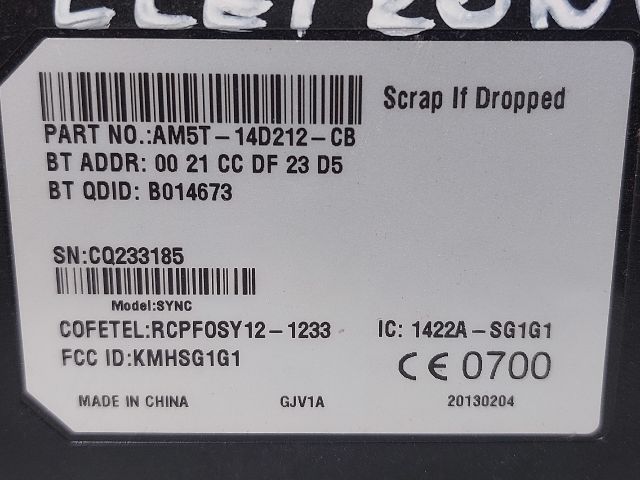 Scrap If Dropped
PART NO.:AM5T-14D212-CB
BT ADDR: 00 21 CC DF 23 D5
BT QDID: B014673
SN:CQ233185
Model:SYNC
COFETEL:RCPFOSY12-1233 IC: 1422A-SG1G1
FCC ID:KMHSG1G1 CE 0700
MADE IN CHINA GJV1A 20130204